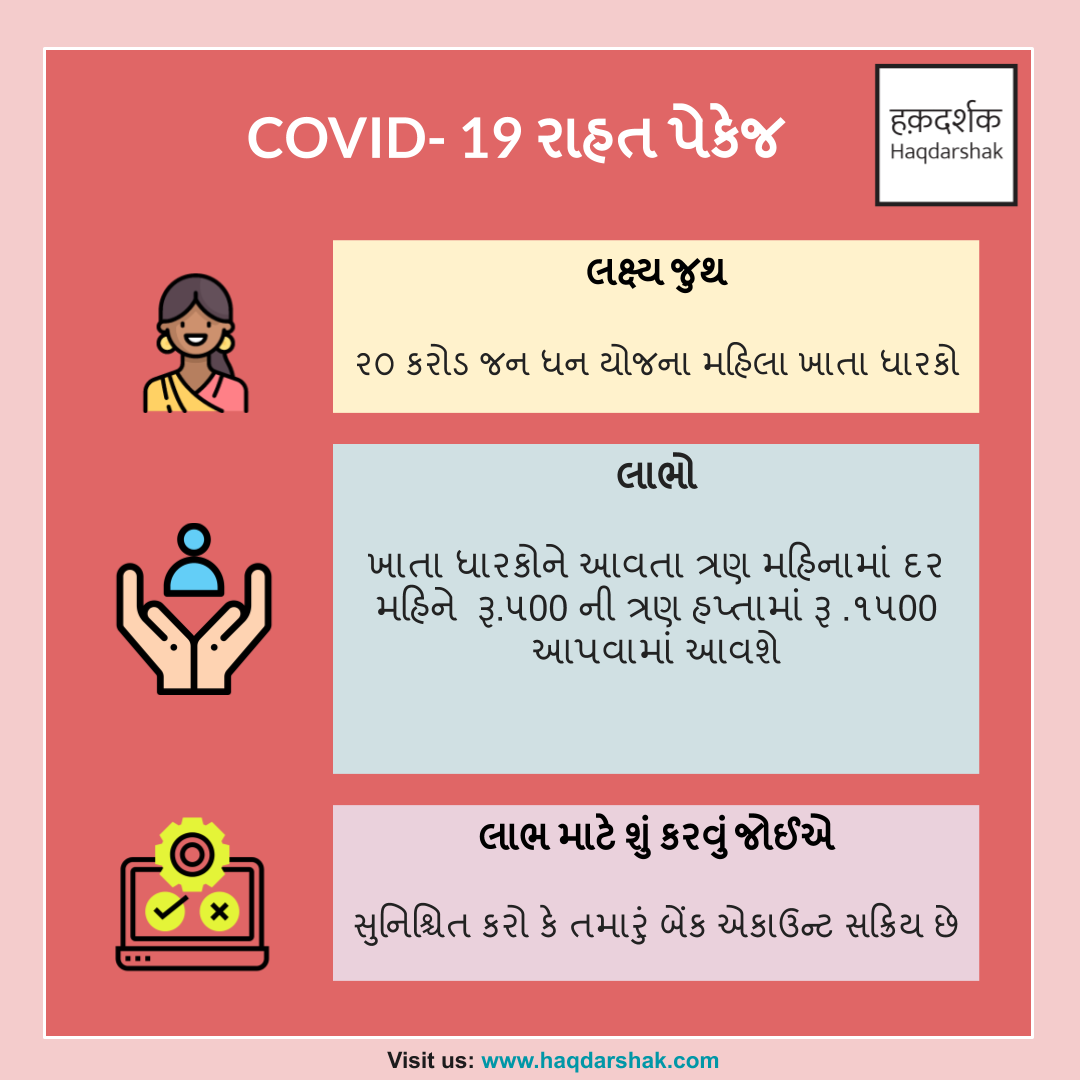 COVID- 19 રાહત પેકેજ
हक़दर्शक
Haqdarshak
લક્ષ્ય જુથ
૨૦ કરોડ જન ધન યોજના મહિલા ખાતા ધારકો
લાભો
ખાતા ધારકોને આવતા ત્રણ મહિનામાં દર
મહિને રૂ.૫00 ની ત્રણ હપ્તામાં રૂ .૧૫00
આપવામાં આવશે
લાભ માટે શું કરવું જોઈએ
સુનિશ્ચિત કરો કે તમારું બેંક એકાઉન્ટ સક્રિય છે
Visit us: www.haqdarshak.com